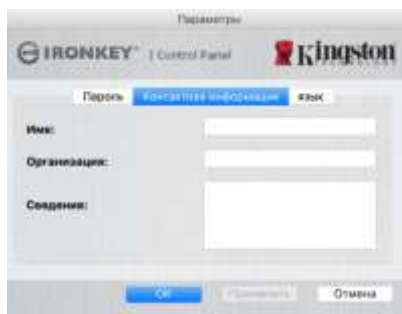 Параметры
IRONKEY | Control Panel Kingston
Пароль Контактная информация язык
Имя:
Организация:
Сведения:
OK Применить Отмена